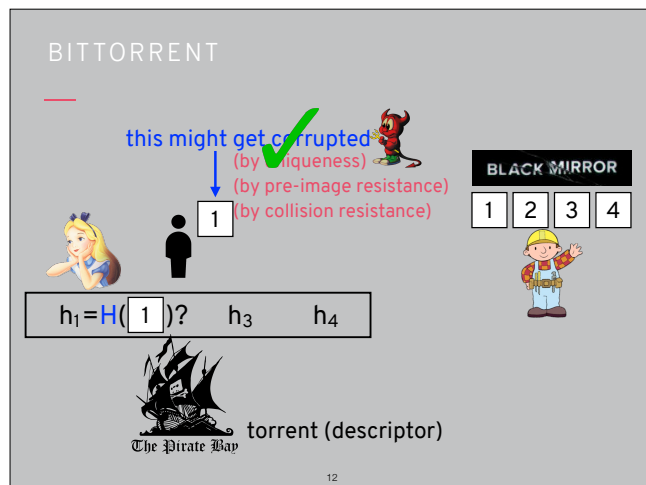 BITTORRENT
this might get corrupted
(by uniqueness)
(by pre-image resistance)
(by collision resistance)
1
BLACK MIRROR
1 2 3 4
h₁=H( 1 )? h₃ h₄
The Pirate Bay
torrent (descriptor)
12